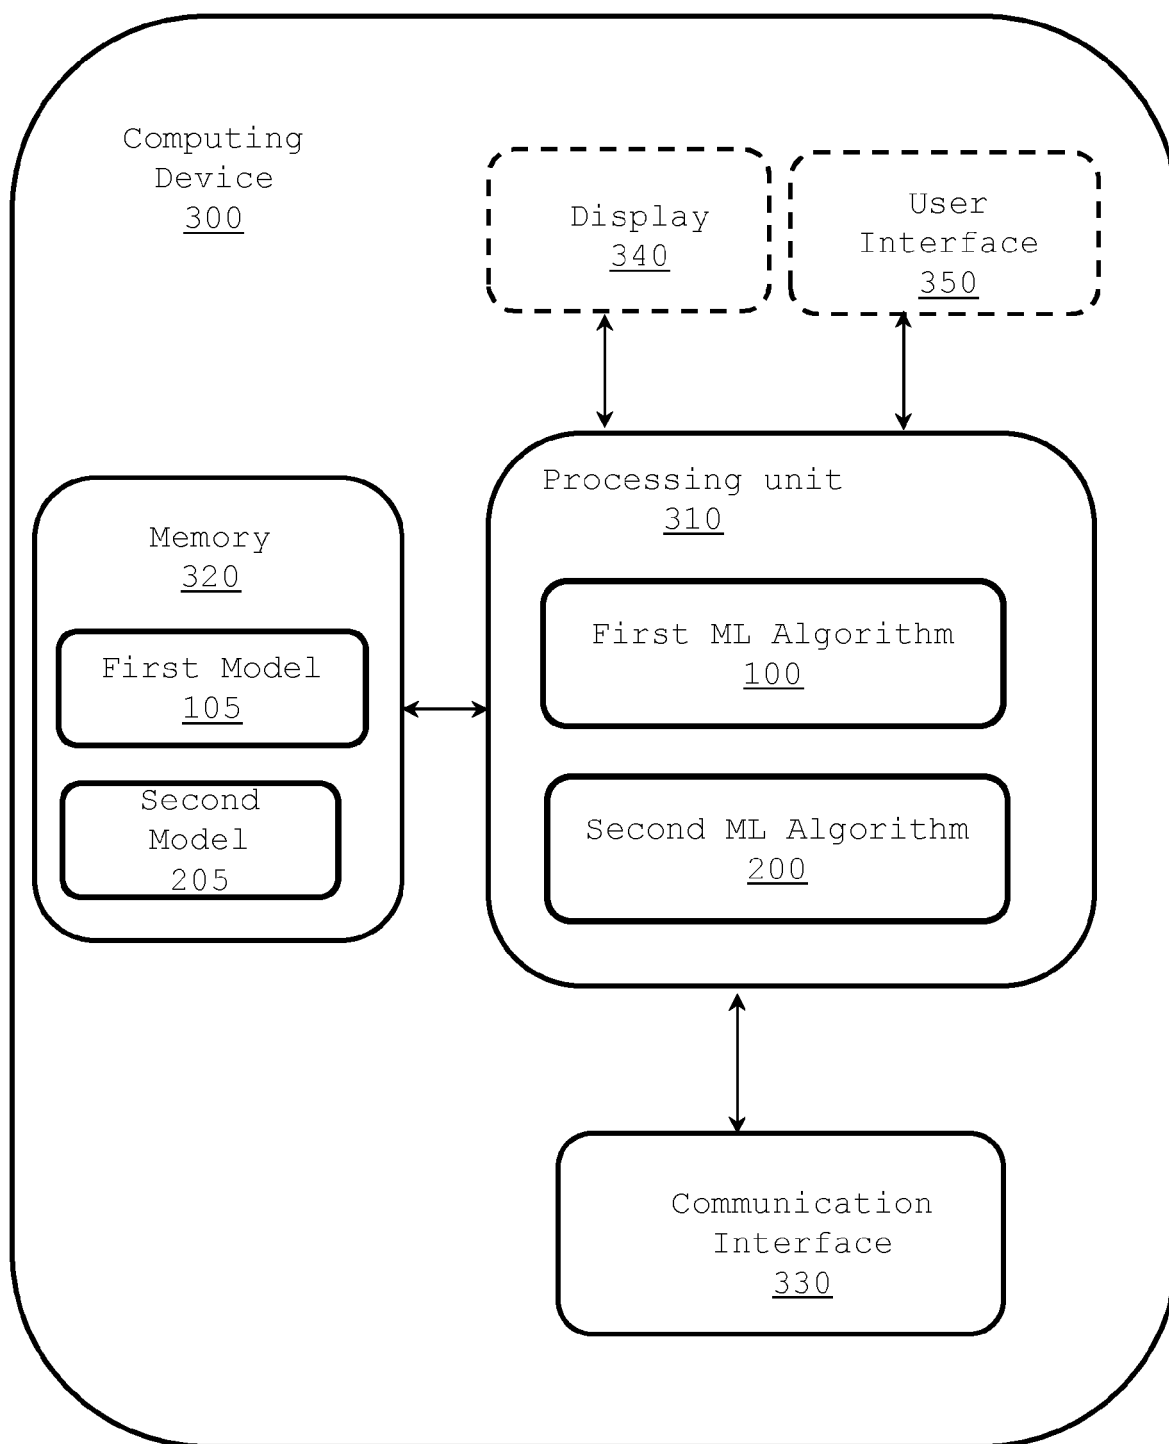 Computing
Device
300
Display
340
User
Interface
350
Processing unit
310
Memory
320
First Model
105
Second
Model
205
First ML Algorithm
100
Second ML Algorithm
200
Communication
Interface
330